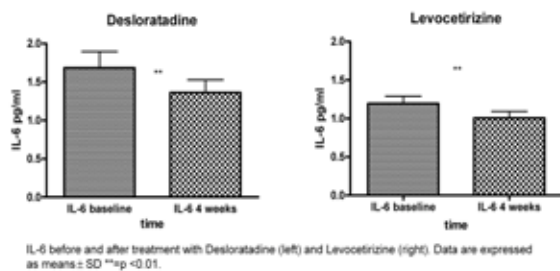 Desloratadine
2.0
1.5
1.0
0.5
0.0
IL-6 pg/ml
**
IL-6 baseline
IL-6 4 weeks
time
Levocetirizine
2.0
1.5
1.0
0.5
0.0
IL-6 pg/ml
**
IL-6 baseline
IL-6 4 weeks
time
IL-6 before and after treatment with Desloratadine (left) and Levocetirizine (right). Data are expressed
as means± SD **=p <0.01.